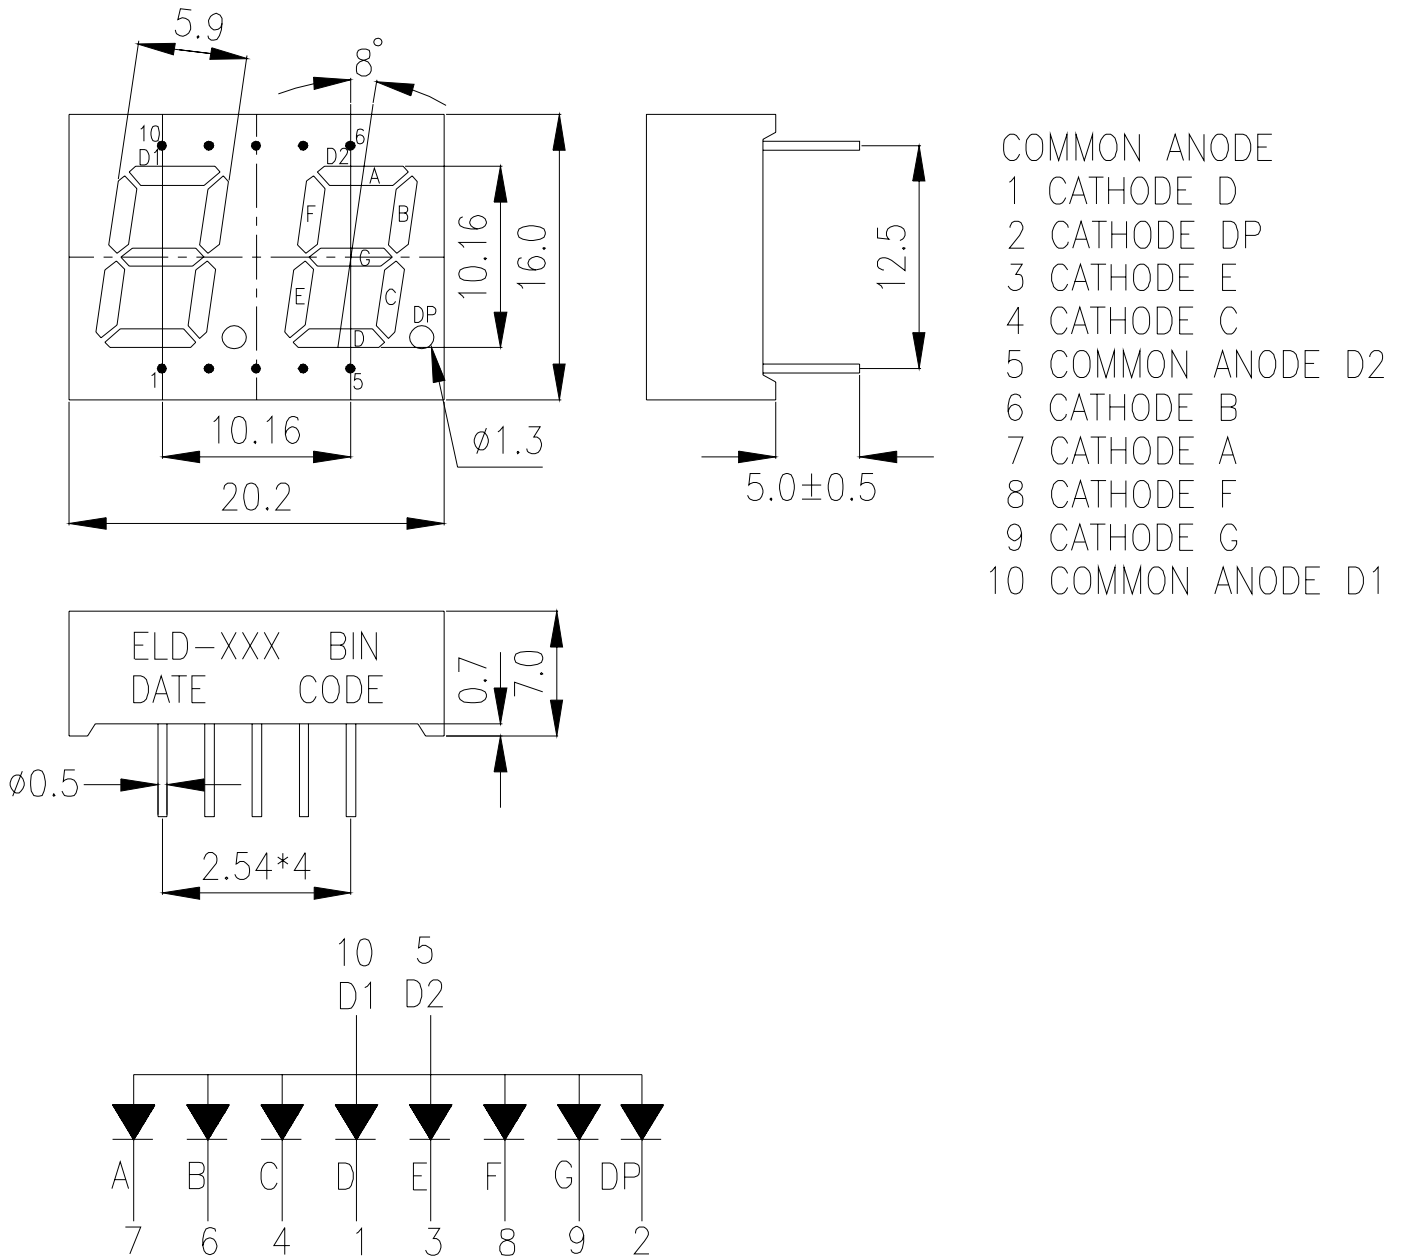 5.9
8°
10
D1
6
D2
A
F
B
G
E
C
DP
D
1
5
10.16
16.0
10.16
ø1.3
20.2
12.5
5.0±0.5
COMMON ANODE
1 CATHODE D
2 CATHODE DP
3 CATHODE E
4 CATHODE C
5 COMMON ANODE D2
6 CATHODE B
7 CATHODE A
8 CATHODE F
9 CATHODE G
10 COMMON ANODE D1
ELD-XXX BIN
DATE CODE
0.7
7.0
ø0.5
2.54*4
10 5
D1 D2
A B C D E F G DP
7 6 4 1 3 8 9 2